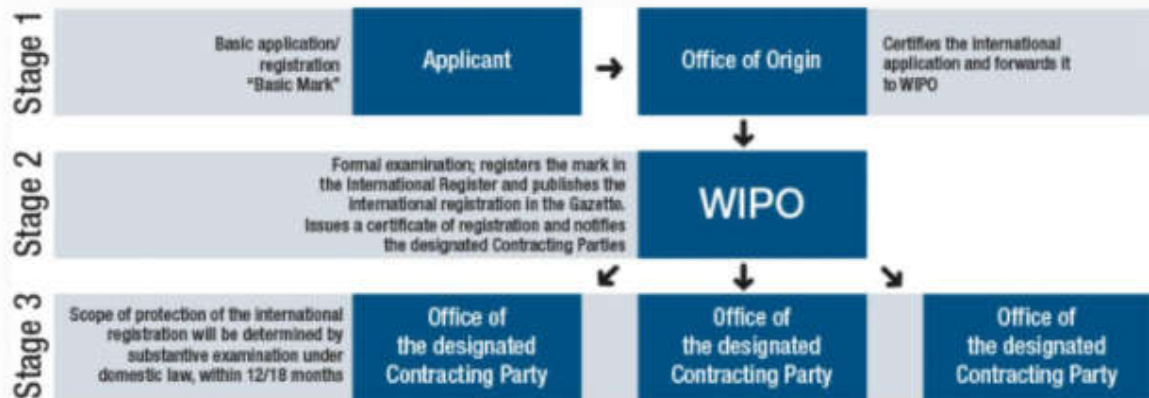 Stage 1
Basic application/
registration
"Basic Mark"
Applicant
Office of Origin
Certifies the international
application and forwards it
to WIPO
Stage 2
Formal examination; registers the mark in
the International Register and publishes the
international registration in the Gazette.
Issues a certificate of registration and notifies
the designated Contracting Parties
WIPO
Stage 3
Scope of protection of the international
registration will be determined by
substantive examination under
domestic law, within 12/18 months
Office of
the designated
Contracting Party
Office of
the designated
Contracting Party
Office of
the designated
Contracting Party